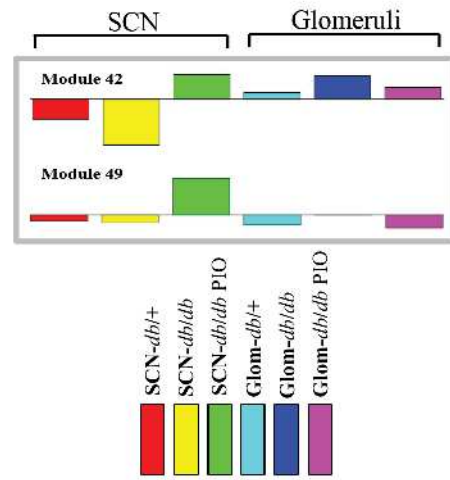 SCN Glomeruli
Module 42
Module 49
SCN-db/+
SCN-db/db
SCN-db/db PIO
Glom-db/+
Glom-db/db
Glom-db/db PIO